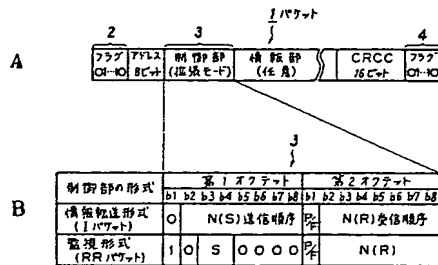 1パケット
2 3 4
A
フラグ 01…10 アドレス 8ビット 制御部 (拡張モード) 情報部 (任意) CRCC 16ビット フラグ 01…10
3
B
制御部の形式 第1オクテット 第2オクテット
b1 b2 b3 b4 b5 b6 b7 b8 b1 b2 b3 b4 b5 b6 b7 b8
情報転送形式 (Iパケット) 0 N(S)送信順序 P/F N(R)受信順序
監視形式 (RRパケット) 1 0 S 0 0 0 0 P/F N(R)